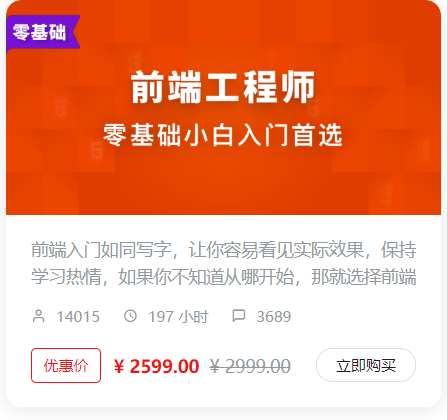 零基础
前端工程师
零基础小白入门首选
前端入门如同写字，让你容易看见实际效果，保持
学习热情，如果你不知道从哪开始，那就选择前端
14015 197 小时 3689
优惠价 ¥ 2599.00 ¥ 2999.00 立即购买